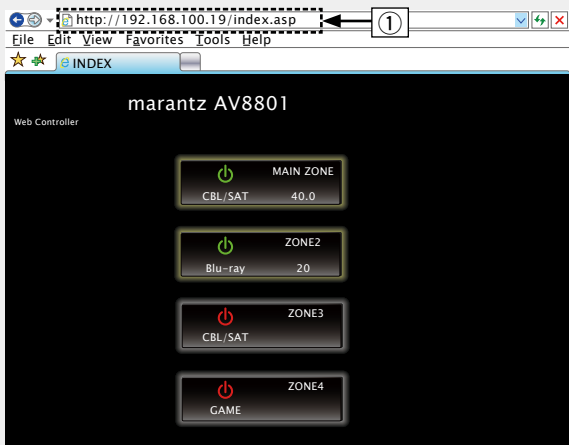 http://192.168.100.19/index.asp
①
File Edit View Favorites Tools Help
INDEX
marantz AV8801
Web Controller
MAIN ZONE
CBL/SAT 40.0
ZONE2
Blu-ray 20
ZONE3
CBL/SAT
ZONE4
GAME